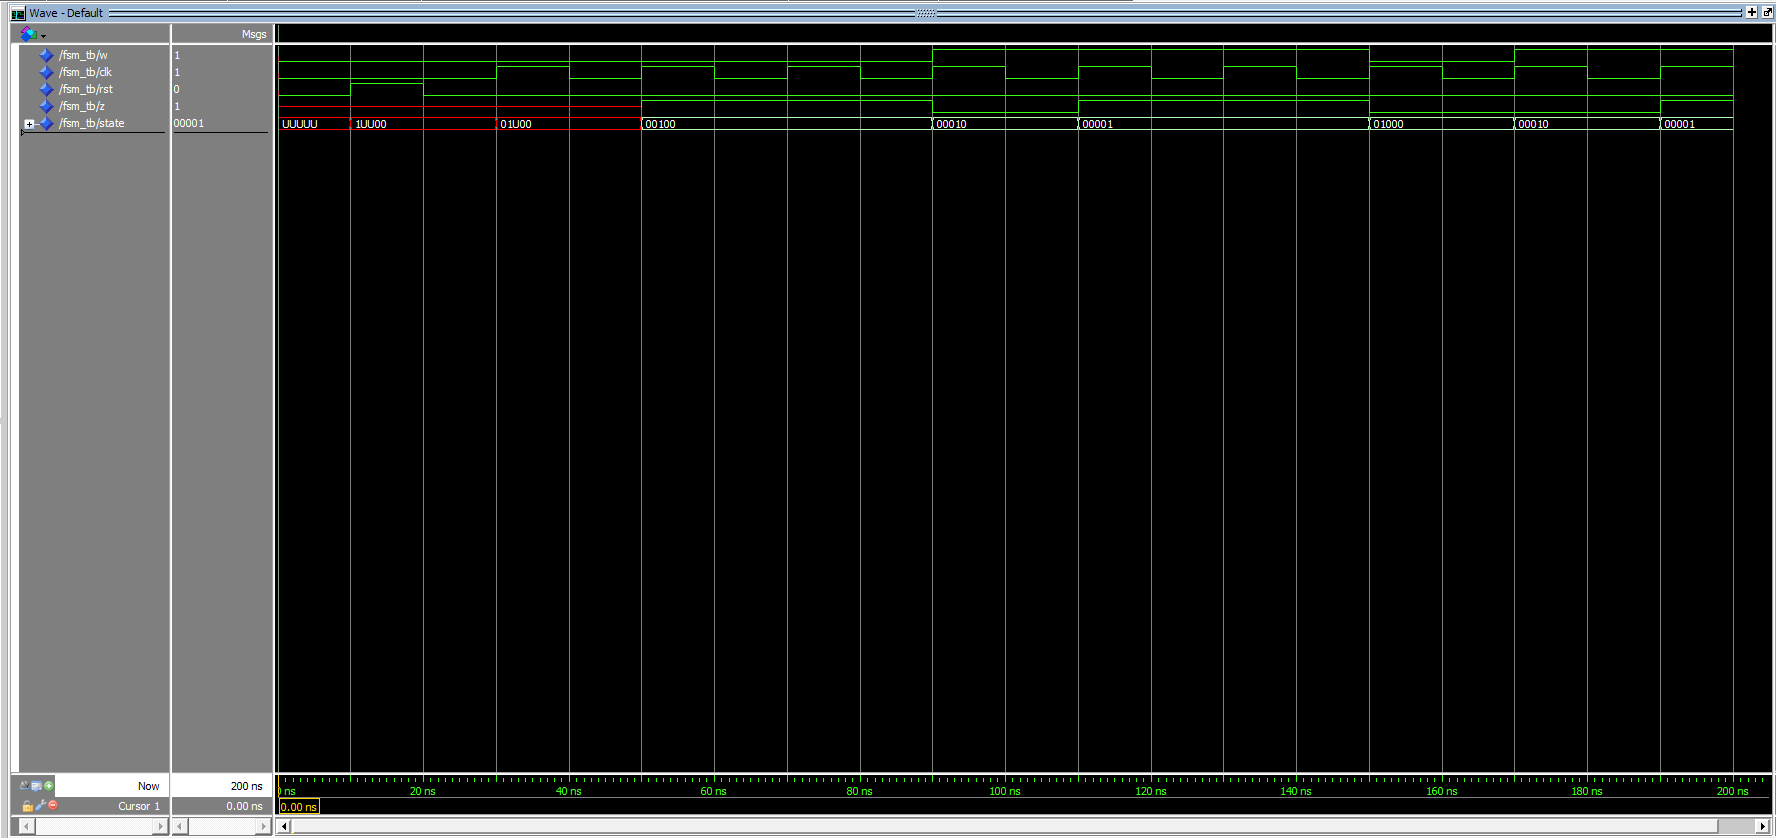 Wave - Default
Msgs
/fsm_tb/w 1
/fsm_tb/clk 1
/fsm_tb/rst 0
/fsm_tb/z 1
/fsm_tb/state 00001 UUUUU 1UU00 01U00 00100 00010 00001 01000 00010 00001
Now 200 ns ns 20 ns 40 ns 60 ns 80 ns 100 ns 120 ns 140 ns 160 ns 180 ns 200 ns
Cursor 1 0.00 ns 0.00 ns